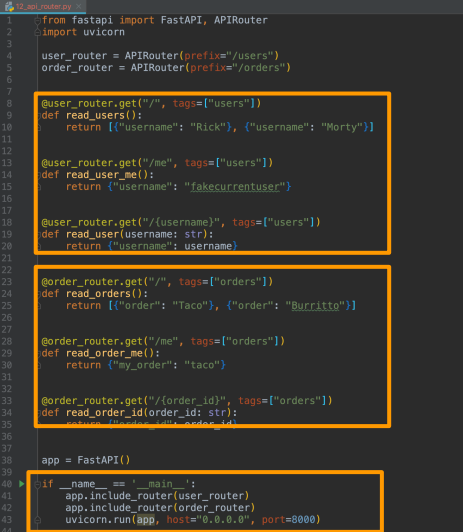 12_api_router.py ×
1 from fastapi import FastAPI, APIRouter
2 import uvicorn
3
4 user_router = APIRouter(prefix="/users")
5 order_router = APIRouter(prefix="/orders")
6
7
8 @user_router.get("/", tags=["users"])
9 def read_users():
10 return [{"username": "Rick"}, {"username": "Morty"}]
11
12
13 @user_router.get("/me", tags=["users"])
14 def read_user_me():
15 return {"username": "fakecurrentuser"}
16
17
18 @user_router.get("/{username}", tags=["users"])
19 def read_user(username: str):
20 return {"username": username}
21
22
23 @order_router.get("/", tags=["orders"])
24 def read_orders():
25 return [{"order": "Taco"}, {"order": "Burritto"}]
26
27
28 @order_router.get("/me", tags=["orders"])
29 def read_order_me():
30 return {"my_order": "taco"}
31
32
33 @order_router.get("/{order_id}", tags=["orders"])
34 def read_order_id(order_id: str):
35 return {"order_id": order_id}
36
37
38 app = FastAPI()
39
40 if __name__ == '__main__':
41 app.include_router(user_router)
42 app.include_router(order_router)
43 uvicorn.run(app, host="0.0.0.0", port=8000)
44